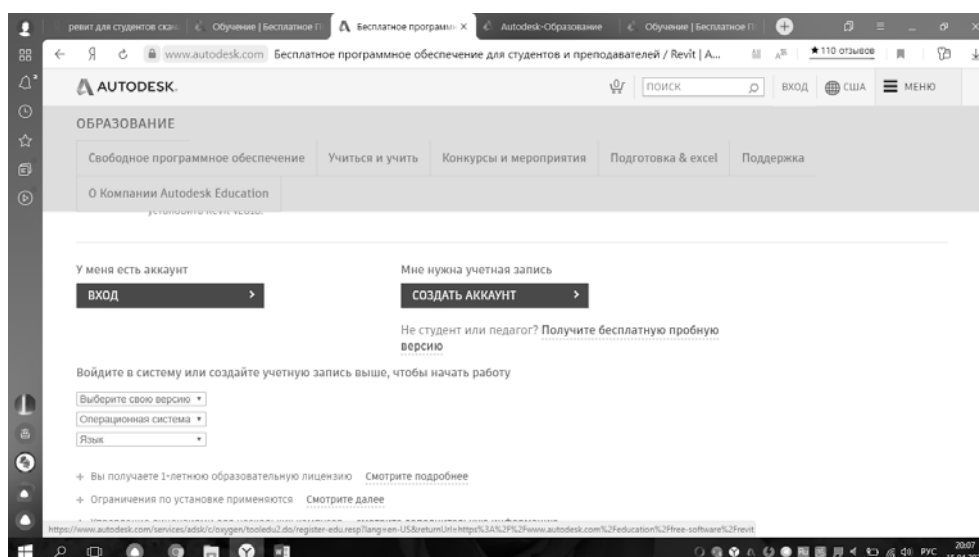 ревит для студентов скач
Обучение | Бесплатное П
Бесплатное программн
Autodesk-Образование
Обучение | Бесплатное П
www.autodesk.com Бесплатное программное обеспечение для студентов и преподавателей / Revit | A...
★110 отзывов
AUTODESK.
ПОИСК
ВХОД
США
МЕНЮ
ОБРАЗОВАНИЕ
Свободное программное обеспечение
Учиться и учить
Конкурсы и мероприятия
Подготовка & excel
Поддержка
О Компании Autodesk Education
У меня есть аккаунт
ВХОД
Мне нужна учетная запись
СОЗДАТЬ АККАУНТ
Не студент или педагог? Получите бесплатную пробную
версию
Войдите в систему или создайте учетную запись выше, чтобы начать работу
Выберите свою версию
Операционная система
Язык
+ Вы получаете 1-летнюю образовательную лицензию Смотрите подробнее
+ Ограничения по установке применяются Смотрите далее
https://www.autodesk.com/services/adsk/c/oxygen/tooledu2.do/register-edu.resp?lang=en-US&returnUrl=https%3A%2F%2Fwww.autodesk.com%2Feducation%2Ffree-software%2Frevit
РУС
20:07